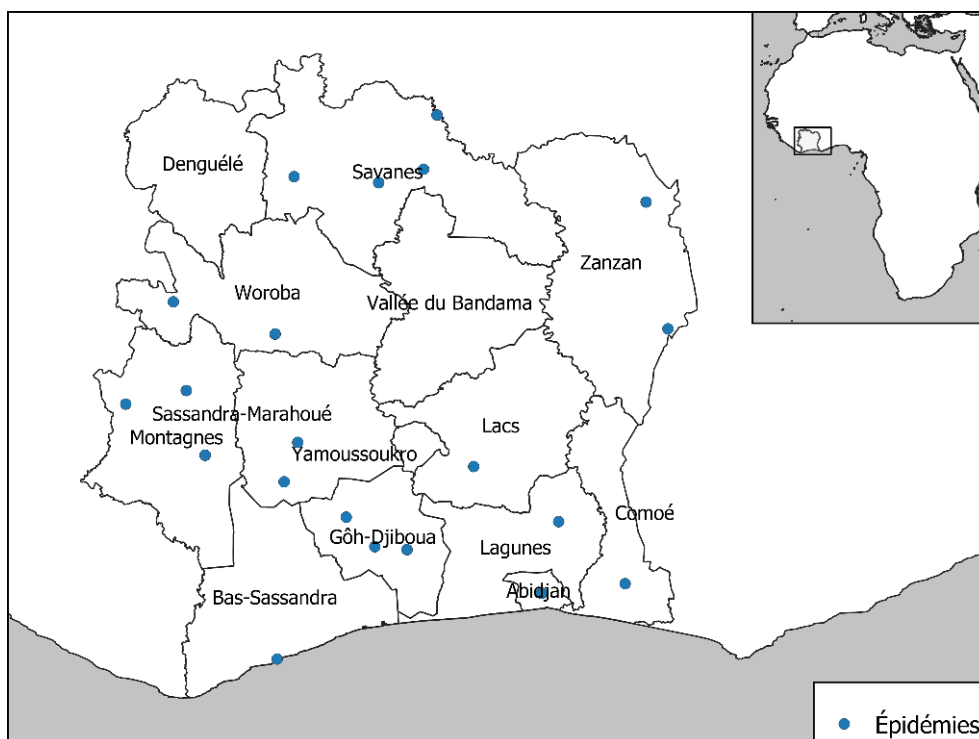 Denguélé
Savanes
Zanzan
Woroba
Vallée du Bandama
Sassandra-Marahoué
Montagnes
Lacs
Yamoussoukro
Comoé
Gôh-Djiboua
Lagunes
Abidjan
Bas-Sassandra
Épidémies